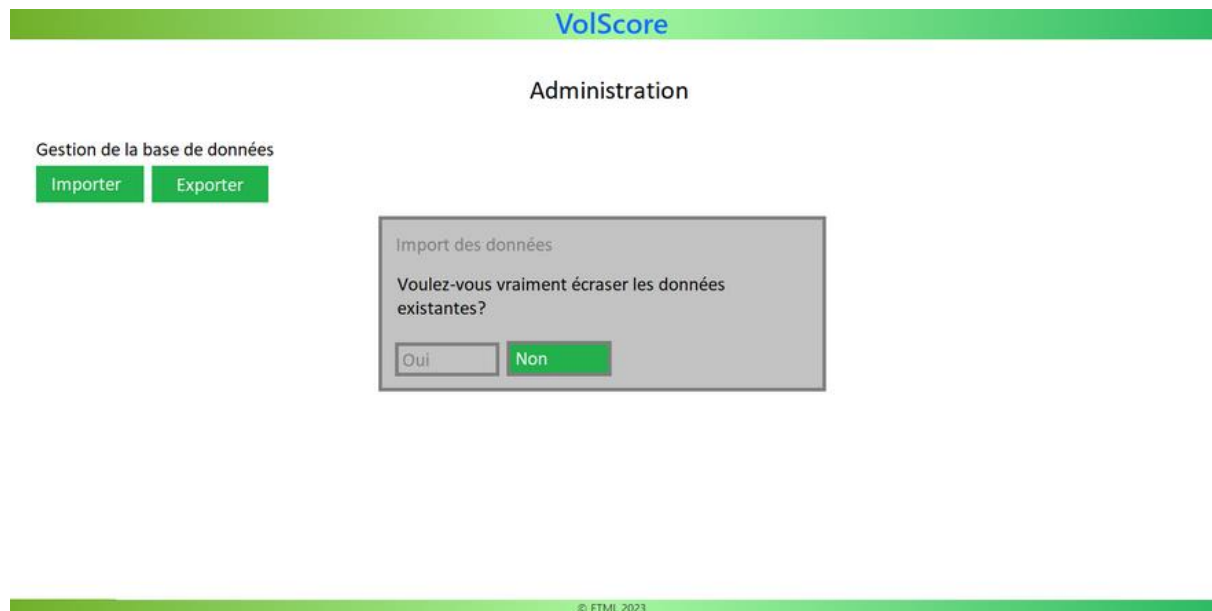 VolScore
Administration
Gestion de la base de données
Importer Exporter
Import des données
Voulez-vous vraiment écraser les données
existantes?
Oui Non
© ETML 2023